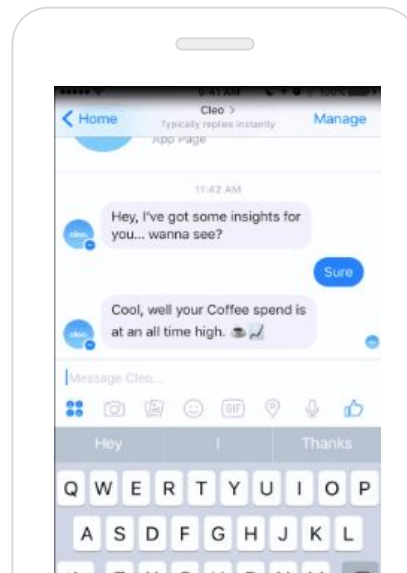 9:41 AM 100%
Home
Cleo >
Typically replies instantly
Manage
App Page
11:42 AM
Hey, I've got some insights for
you... wanna see?
Sure
Cool, well your Coffee spend is
at an all time high. ☕📈
Message Cleo...
GIF
Hey I Thanks
Q W E R T Y U I O P
A S D F G H J K L